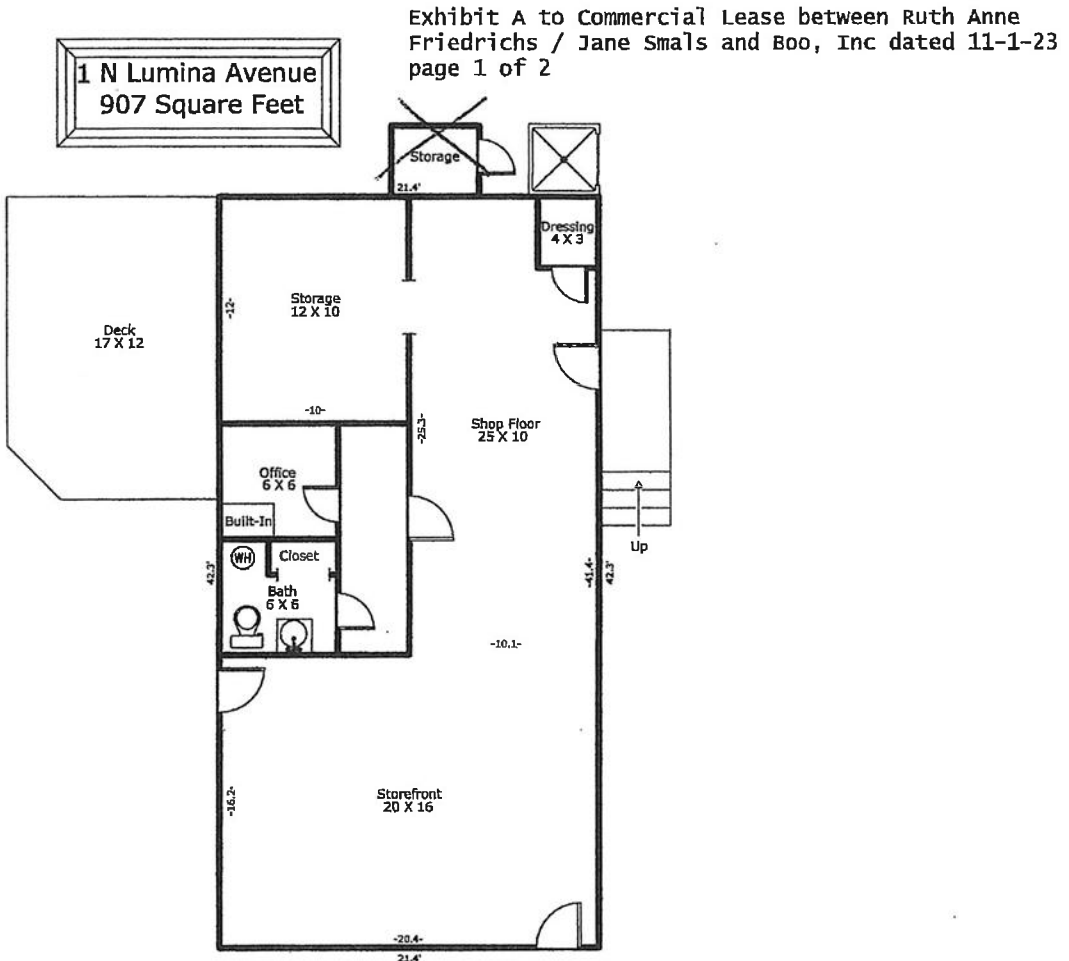 Exhibit A to Commercial Lease between Ruth Anne
Friedrichs / Jane Smals and Boo, Inc dated 11-1-23
page 1 of 2
1 N Lumina Avenue
907 Square Feet
Storage
21.4'
Dressing
4 X 3
Storage
12 X 10
-12-
Deck
17 X 12
-10-
-25.3-
Shop Floor
25 X 10
Office
6 X 6
Built-In
Up
WH
Closet
42.3'
Bath
6 X 6
-41.4-
42.3'
-10.1-
Storefront
20 X 16
-16.2-
-20.4-
21.4'